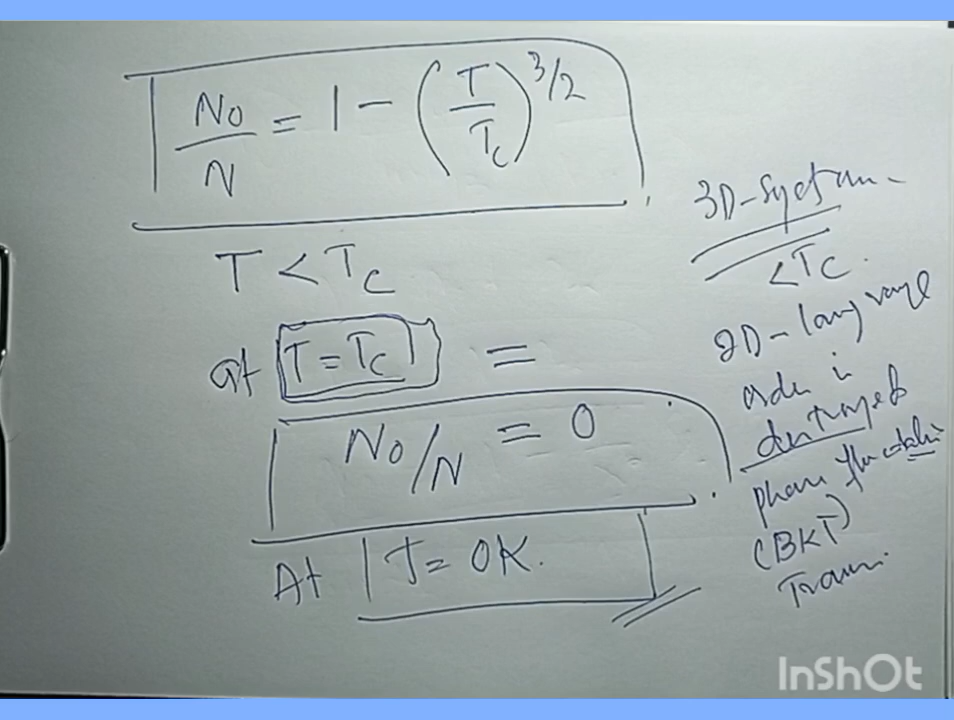 N0/N = 1 - (T/Tc)^3/2
T < Tc
at T = Tc =
N0/N = 0
At T = 0K.
3D-System
< Tc.
2D-long range
order is
destroyed
phase fluctuation
(BKT)
Trans.
InShOt